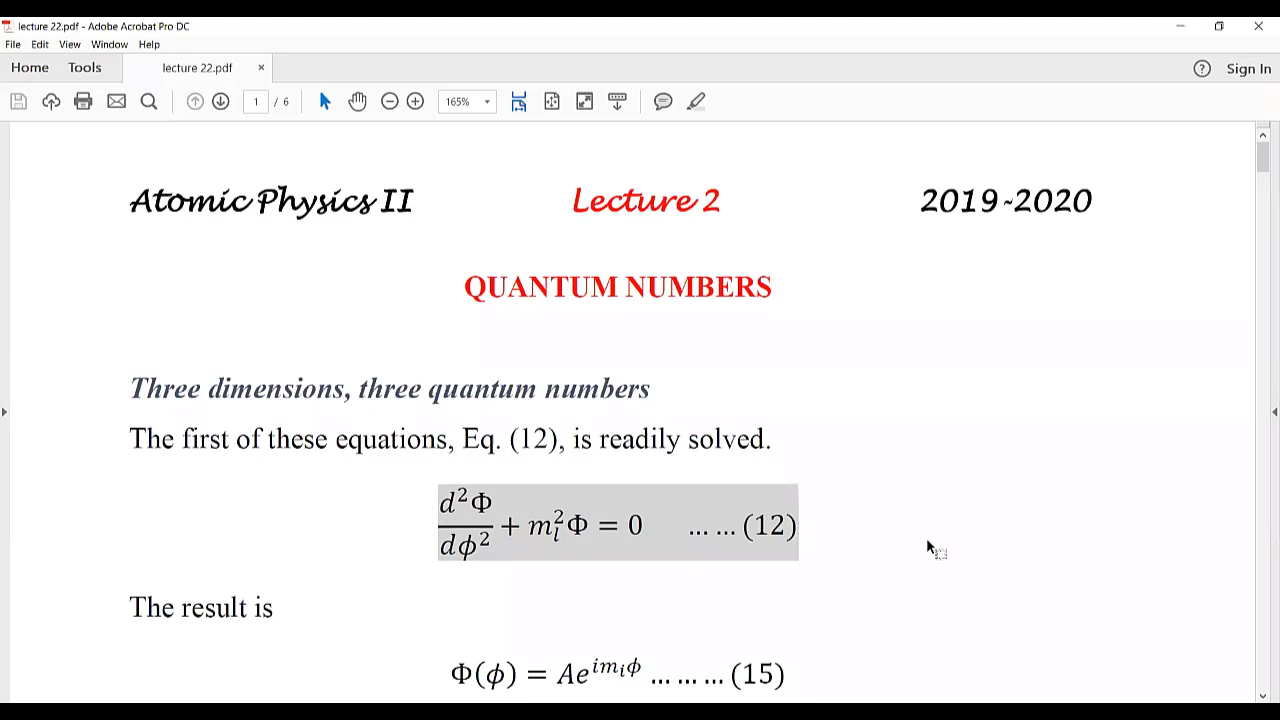 lecture 22.pdf - Adobe Acrobat Pro DC
File Edit View Window Help
Home Tools lecture 22.pdf × Sign In
1 / 6 165%
Atomic Physics II Lecture 2 2019-2020
QUANTUM NUMBERS
Three dimensions, three quantum numbers
The first of these equations, Eq. (12), is readily solved.
d²Φ/dϕ² + m_l²Φ = 0 … … (12)
The result is
Φ(ϕ) = Ae^{im_iϕ} … … … (15)